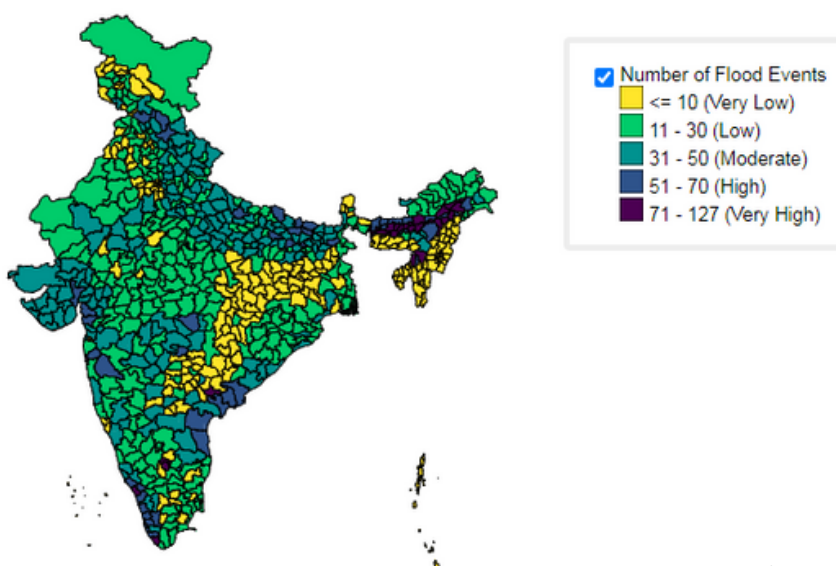 Number of Flood Events
<= 10 (Very Low)
11 - 30 (Low)
31 - 50 (Moderate)
51 - 70 (High)
71 - 127 (Very High)